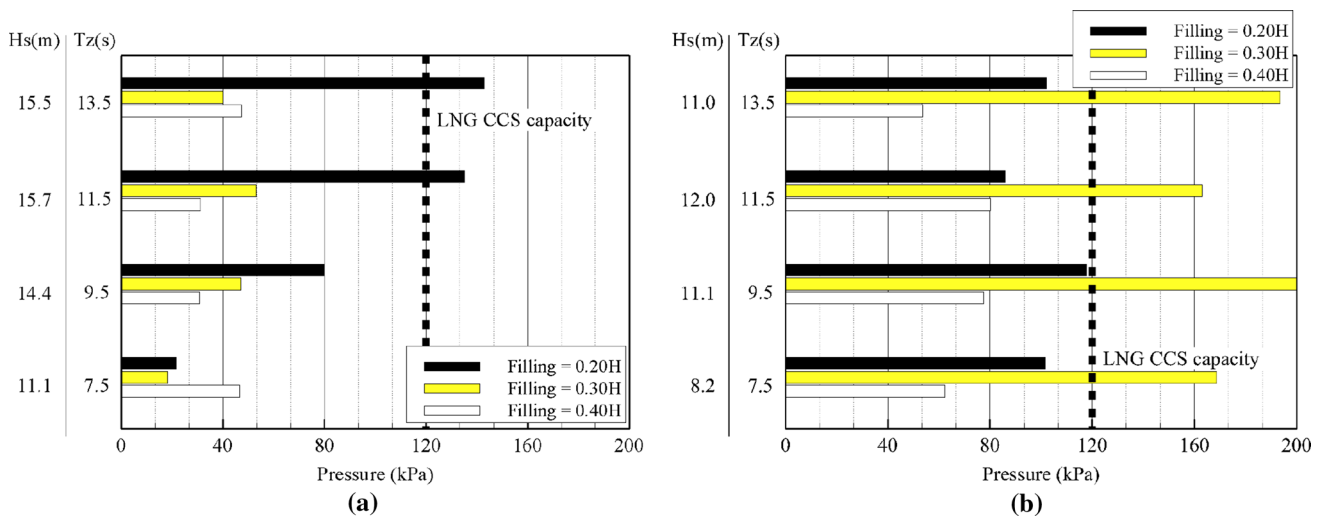 Hs(m) Tz(s)
15.5 13.5
LNG CCS capacity
15.7 11.5
14.4 9.5
11.1 7.5
Filling = 0.20H
Filling = 0.30H
Filling = 0.40H
0 40 80 120 160 200
Pressure (kPa)
(a)
Filling = 0.20H
Filling = 0.30H
Filling = 0.40H
Hs(m) Tz(s)
11.0 13.5
12.0 11.5
11.1 9.5
LNG CCS capacity
8.2 7.5
0 40 80 120 160 200
Pressure (kPa)
(b)